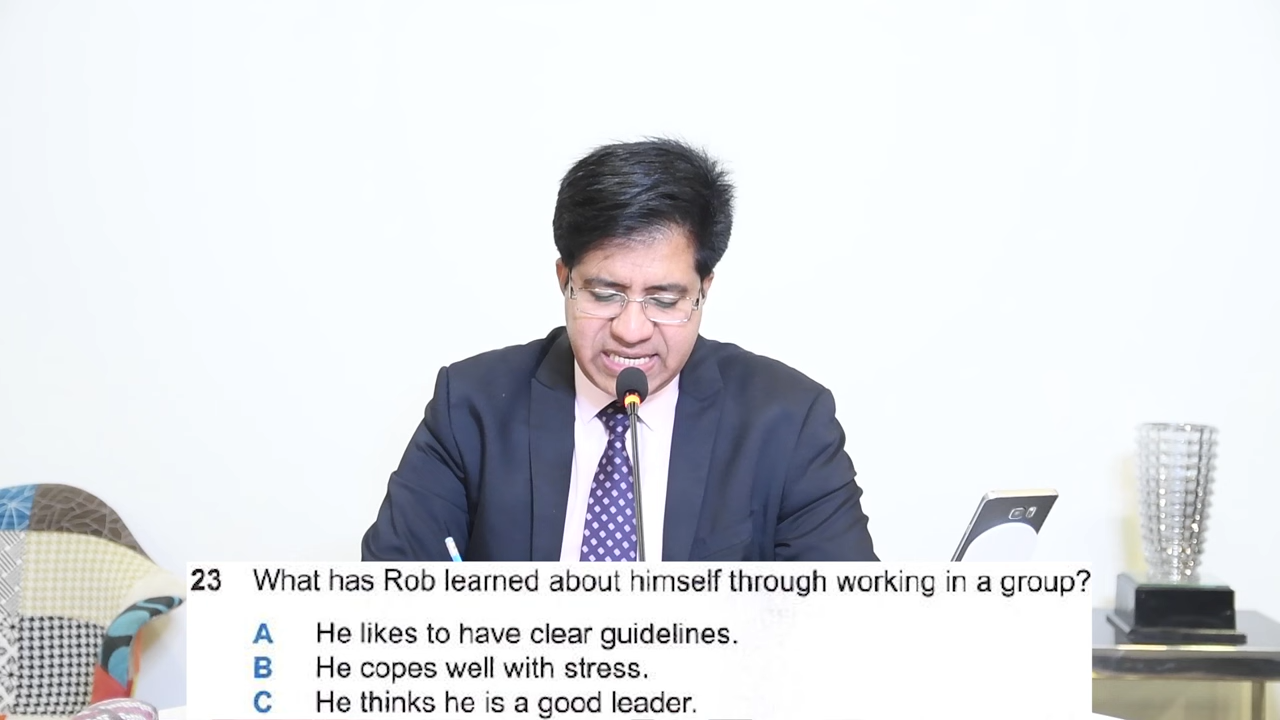 23 What has Rob learned about himself through working in a group?
A He likes to have clear guidelines.
B He copes well with stress.
C He thinks he is a good leader.